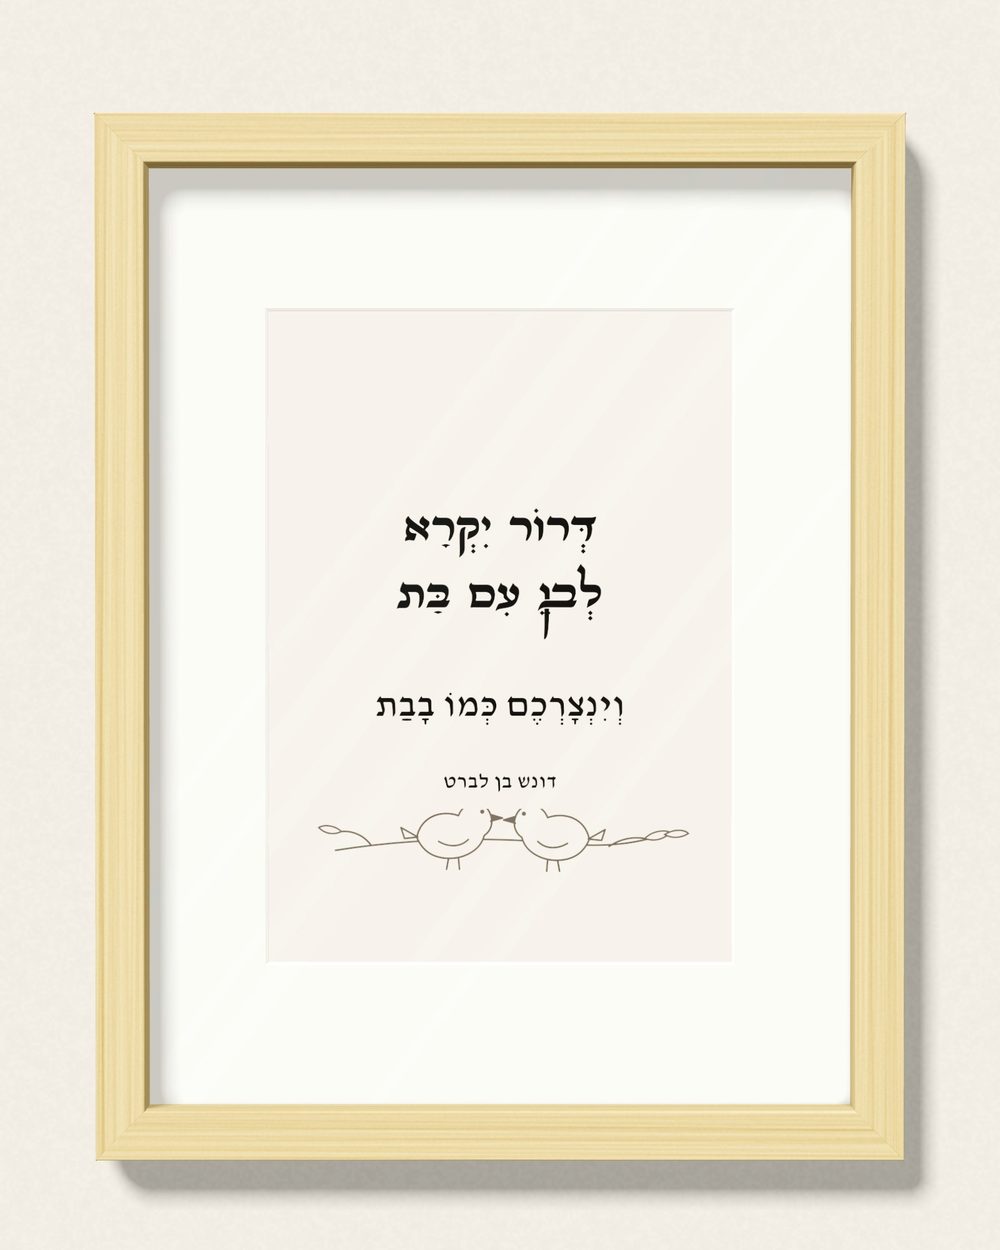 דְּרוֹר יִקְרָא
לְבֵן עִם בַּת
וְיִנְצָרְכֶם כְּמוֹ בָבַת
דונש בן לברט